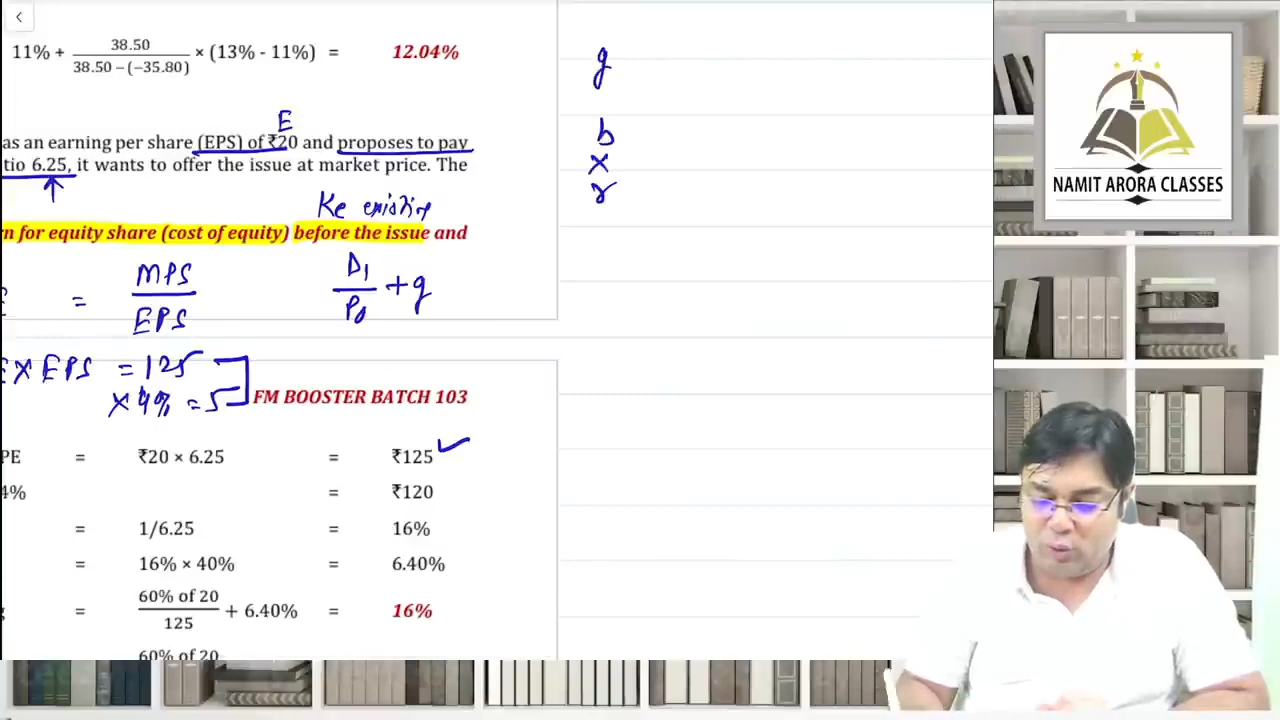 11% + 38.50 / 38.50 – (–35.80) × (13% - 11%) = 12.04%
g
E
as an earning per share (EPS) of ₹20 and proposes to pay
b
tio 6.25, it wants to offer the issue at market price. The
×
r
Ke existing
rn for equity share (cost of equity) before the issue and
= MPS / EPS
D1 / P0 + g
X EPS = 125
× 4% = 5
FM BOOSTER BATCH 103
PE = ₹20 × 6.25 = ₹125
4% = ₹120
= 1/6.25 = 16%
= 16% × 40% = 6.40%
g = 60% of 20 / 125 + 6.40% = 16%
60% of 20
NAMIT ARORA CLASSES